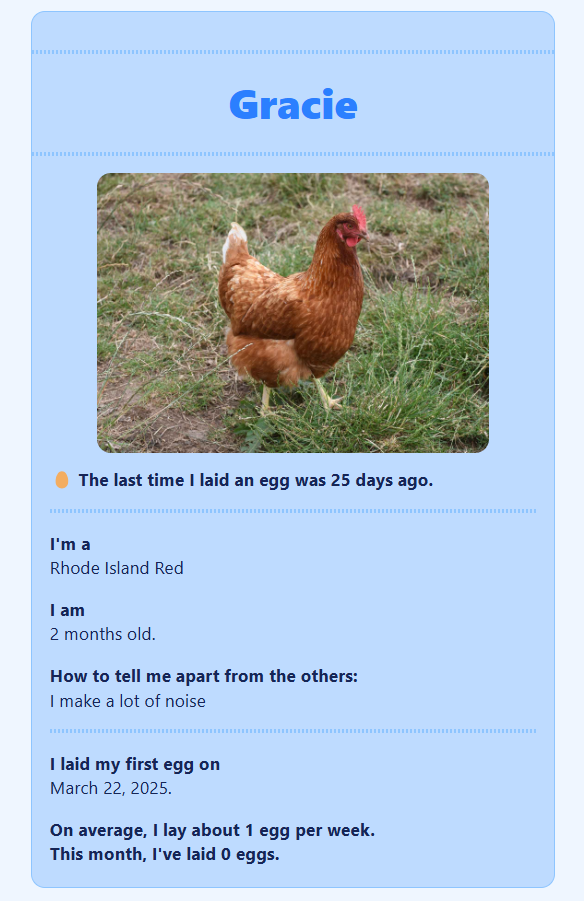 Gracie
The last time I laid an egg was 25 days ago.
I'm a
Rhode Island Red
I am
2 months old.
How to tell me apart from the others:
I make a lot of noise
I laid my first egg on
March 22, 2025.
On average, I lay about 1 egg per week.
This month, I've laid 0 eggs.